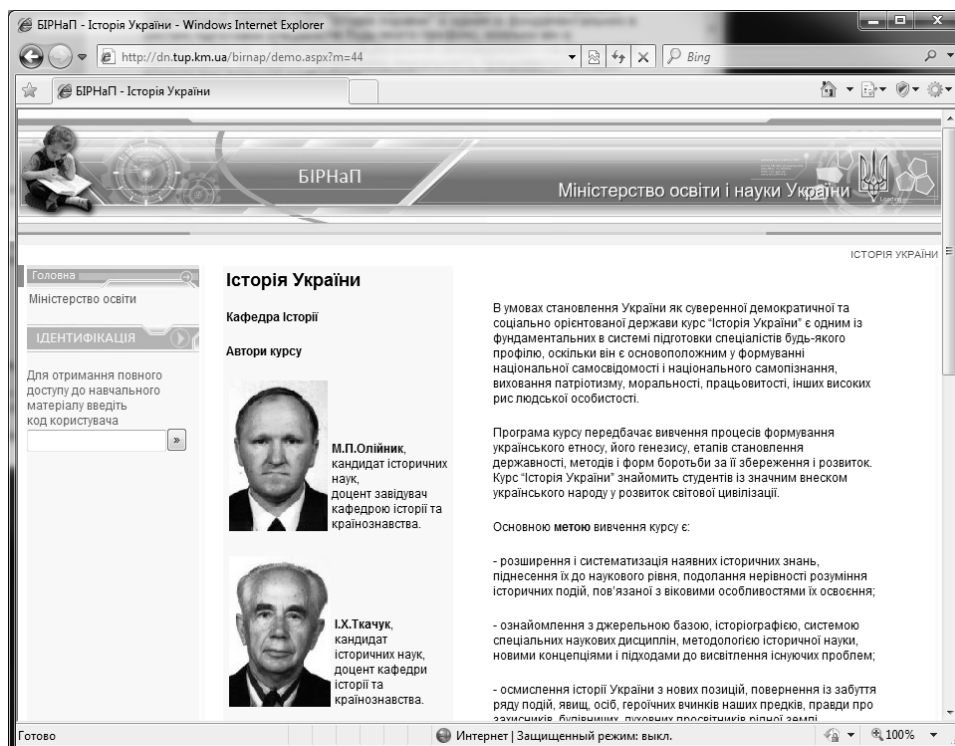 БІРНаП - Історія України - Windows Internet Explorer
http://dn.tup.km.ua/birnap/demo.aspx?m=44
Bing
БІРНаП - Історія України
БІРНаП
Міністерство освіти і науки України
ІСТОРІЯ УКРАЇНИ
Головна
Міністерство освіти
ІДЕНТИФІКАЦІЯ
Для отримання повного
доступу до навчального
матеріалу введіть
код користувача
Історія України
Кафедра Історії
Автори курсу
М.П.Олійник,
кандидат історичних
наук,
доцент завідувач
кафедрою історії та
країнознавства.
І.Х.Ткачук,
кандидат
історичних наук,
доцент кафедри
історії та
країнознавства.
В умовах становлення України як суверенної демократичної та
соціально орієнтованої держави курс “Історія України” є одним із
фундаментальних в системі підготовки спеціалістів будь-якого
профілю, оскільки він є основоположним у формуванні
національної самосвідомості і національного самопізнання,
виховання патріотизму, моральності, працьовитості, інших високих
рис людської особистості.
Програма курсу передбачає вивчення процесів формування
українського етносу, його генезису, етапів становлення
державності, методів і форм боротьби за її збереження і розвиток.
Курс “Історія України” знайомить студентів із значним внеском
українського народу у розвиток світової цивілізації.
Основною метою вивчення курсу є:
- розширення і систематизація наявних історичних знань,
піднесення їх до наукового рівня, подолання нерівності розуміння
історичних подій, пов’язаної з віковими особливостями їх освоєння;
- ознайомлення з джерельною базою, історіографією, системою
спеціальних наукових дисциплін, методологією історичної науки,
новими концепціями і підходами до висвітлення існуючих проблем;
- осмислення історії України з нових позицій, повернення із забуття
ряду подій, явищ, осіб, героїчних вчинків наших предків, правди про
захисників, будівничих, духовних просвітників рідної землі
Готово
Интернет | Защищенный режим: выкл.
100%